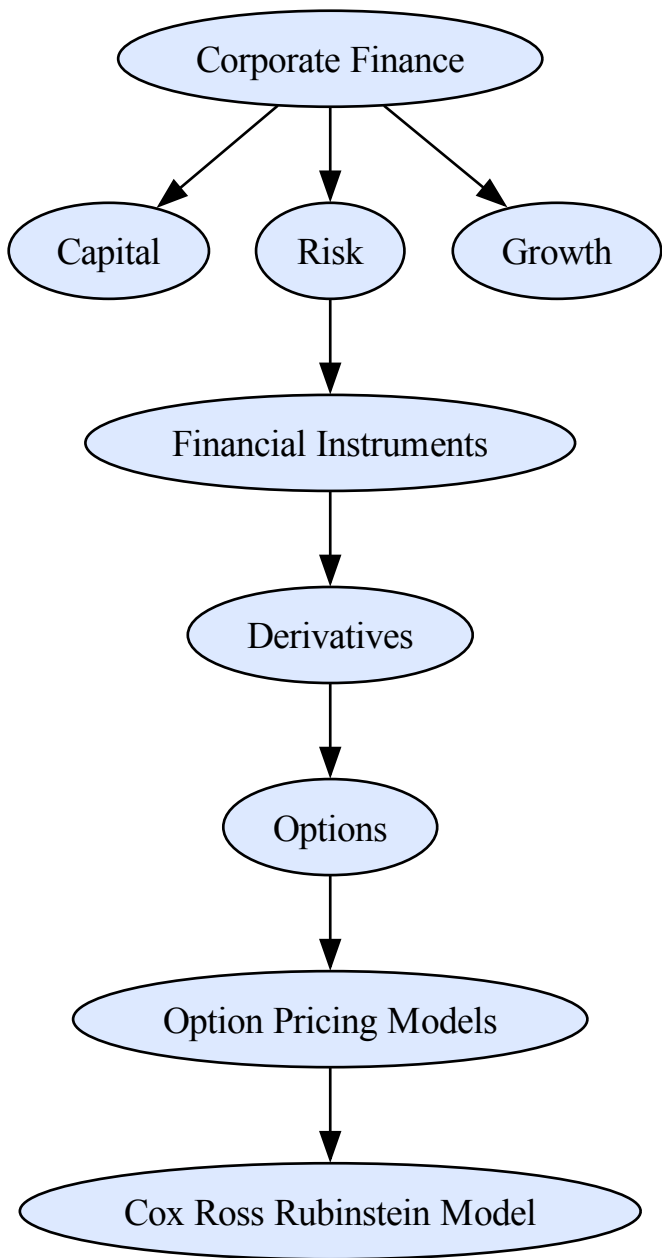 Corporate Finance
Capital
Risk
Growth
Financial Instruments
Derivatives
Options
Option Pricing Models
Cox Ross Rubinstein Model